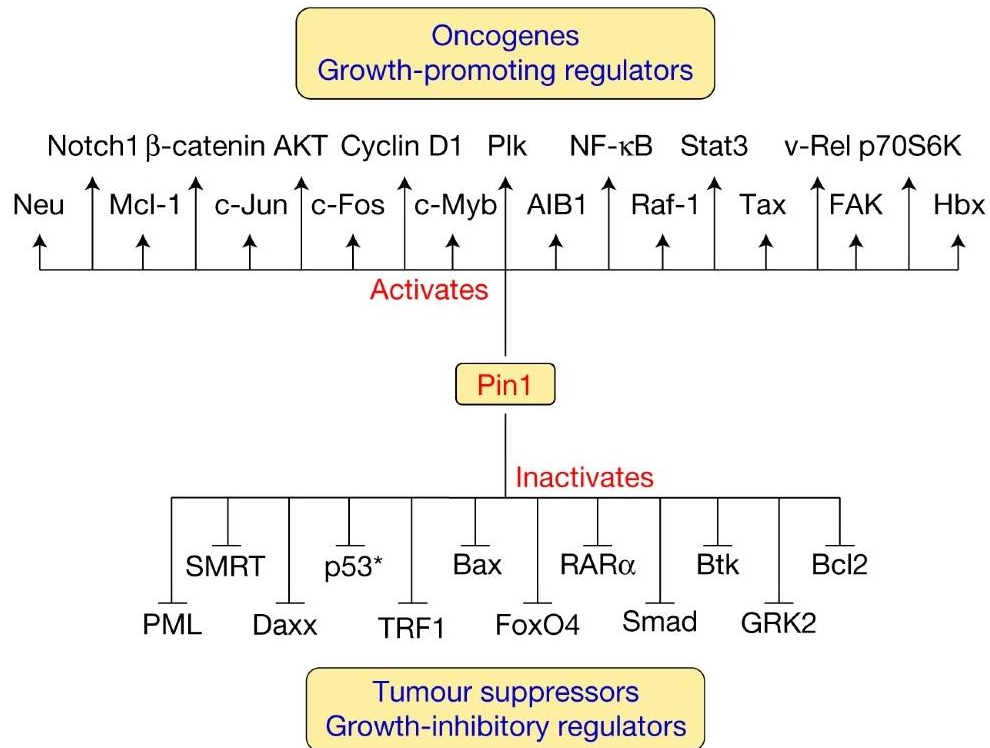 Oncogenes
Growth-promoting regulators
Notch1 β-catenin AKT Cyclin D1 Plk NF-κB Stat3 v-Rel p70S6K
Neu Mcl-1 c-Jun c-Fos c-Myb AIB1 Raf-1 Tax FAK Hbx
Activates
Pin1
Inactivates
SMRT p53* Bax RARα Btk Bcl2
PML Daxx TRF1 FoxO4 Smad GRK2
Tumour suppressors
Growth-inhibitory regulators